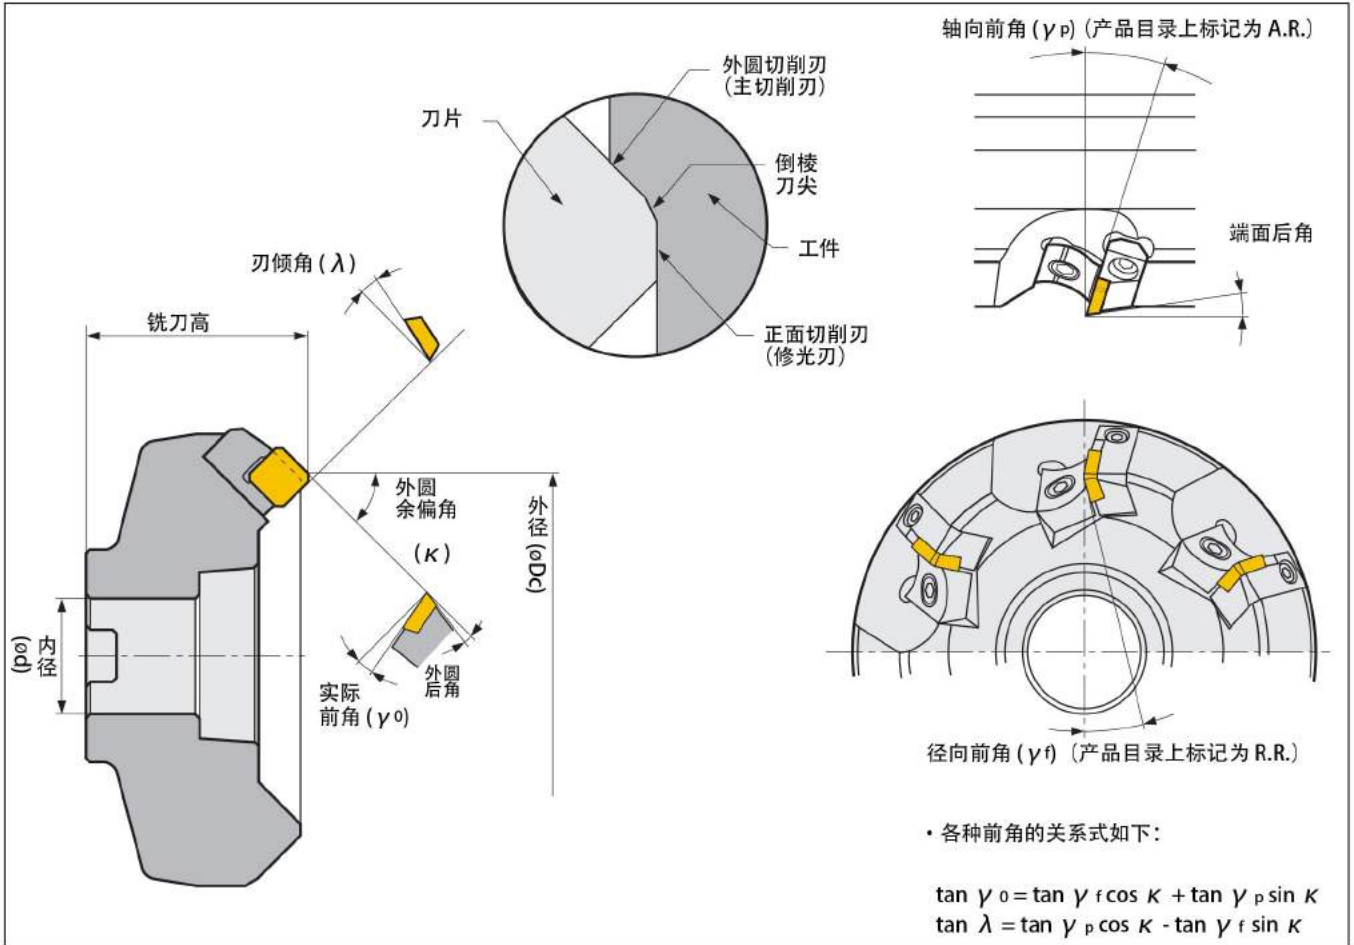 轴向前角 (γp) (产品目录上标记为 A.R.)
外圆切削刃
(主切削刃)
刀片
倒棱
刀尖
工件
正面切削刃
(修光刃)
端面后角
刃倾角 (λ)
铣刀高
外圆
余偏角
(κ)
外径 (øDc)
内径
(ød)
实际
前角 (γ0)
外圆
后角
径向前角 (γf) (产品目录上标记为 R.R.)
・各种前角的关系式如下:
tan γ0 = tan γf cos κ + tan γp sin κ
tan λ = tan γp cos κ - tan γf sin κ